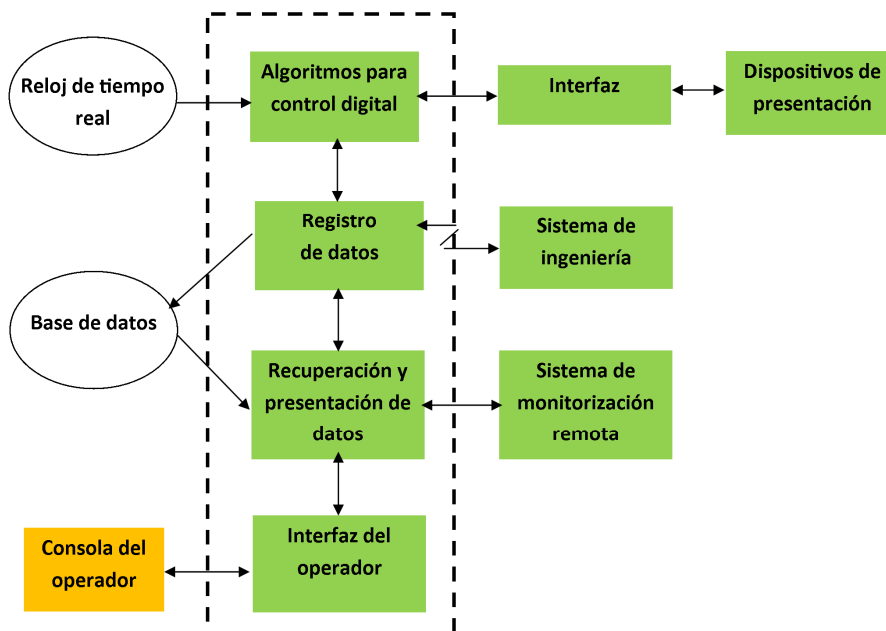 Reloj de tiempo
real
Algoritmos para
control digital
Interfaz
Dispositivos de
presentación
Registro
de datos
Sistema de
ingeniería
Base de datos
Recuperación y
presentación de
datos
Sistema de
monitorización
remota
Consola del
operador
Interfaz del
operador